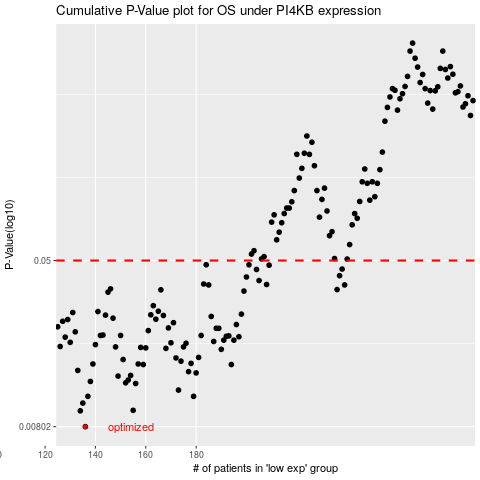 Cumulative P-Value plot for OS under PI4KB expression
P-Value(log10)
0.05
0.00802
optimized
0 120 140 160 180
# of patients in 'low exp' group